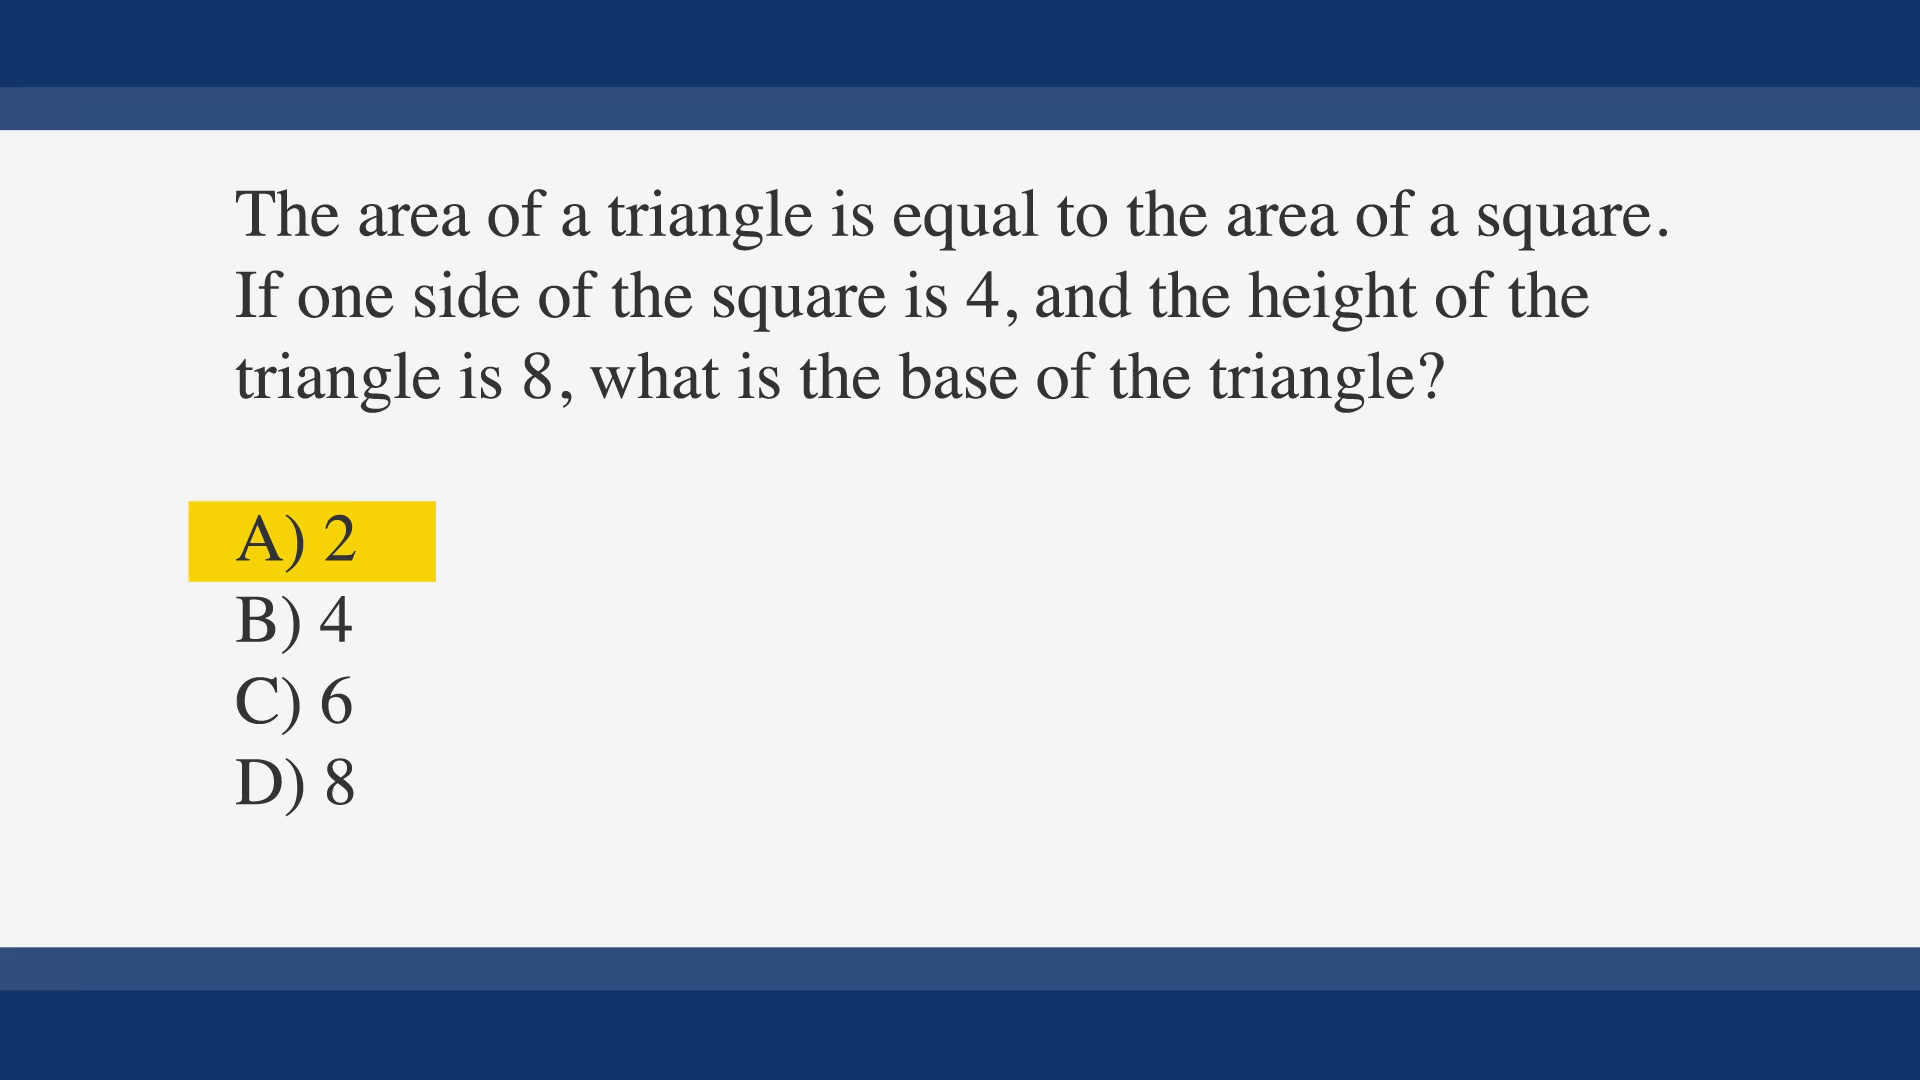 The area of a triangle is equal to the area of a square.
If one side of the square is 4, and the height of the
triangle is 8, what is the base of the triangle?
A) 2
B) 4
C) 6
D) 8